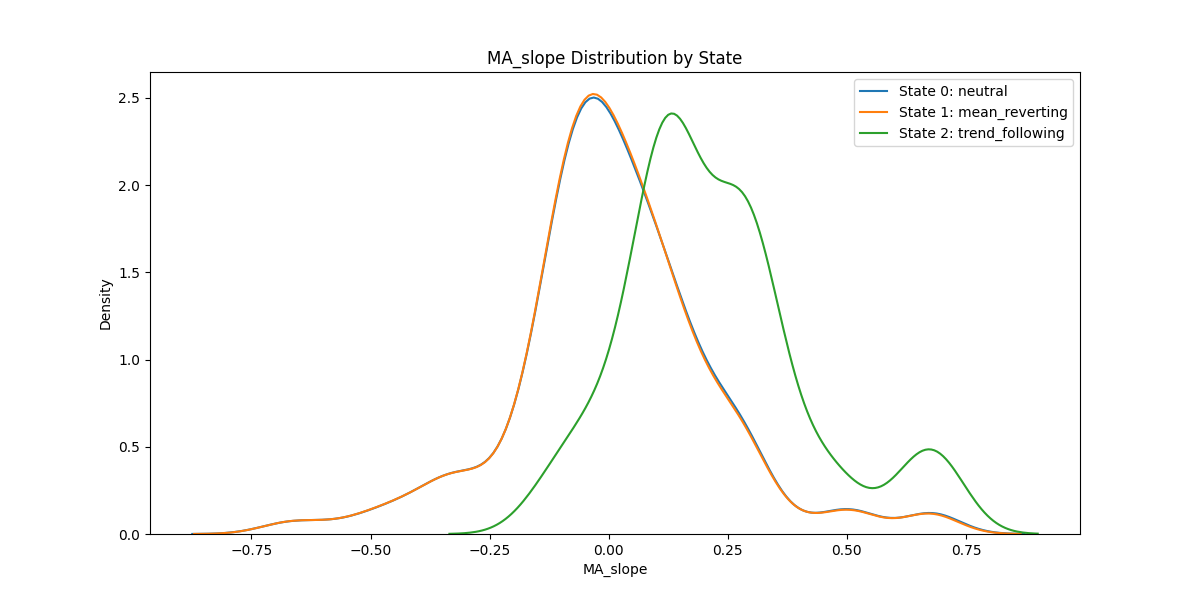 MA_slope Distribution by State
State 0: neutral
State 1: mean_reverting
State 2: trend_following
Density
2.5
2.0
1.5
1.0
0.5
0.0
−0.75 −0.50 −0.25 0.00 0.25 0.50 0.75
MA_slope